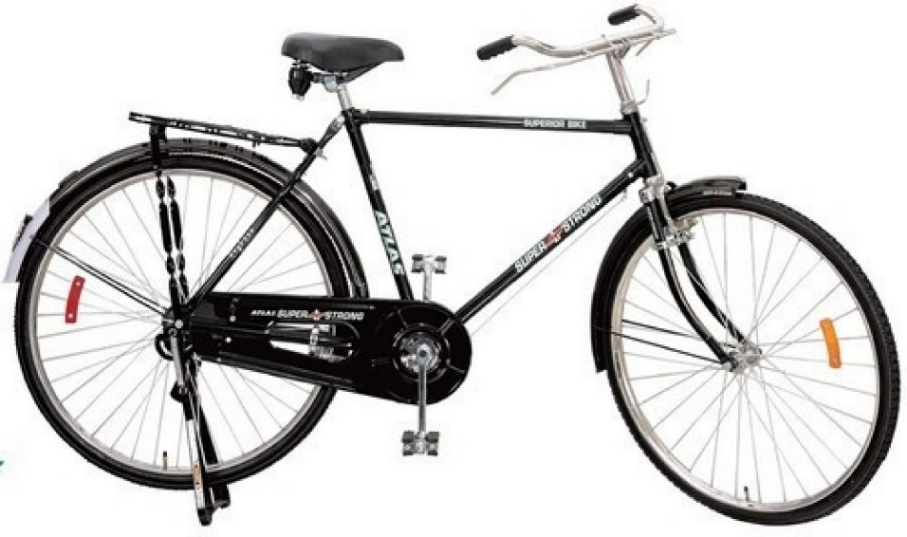 SUPERIOR BIKE
SUPER STRONG
ATLAS
ATLAS SUPER STRONG